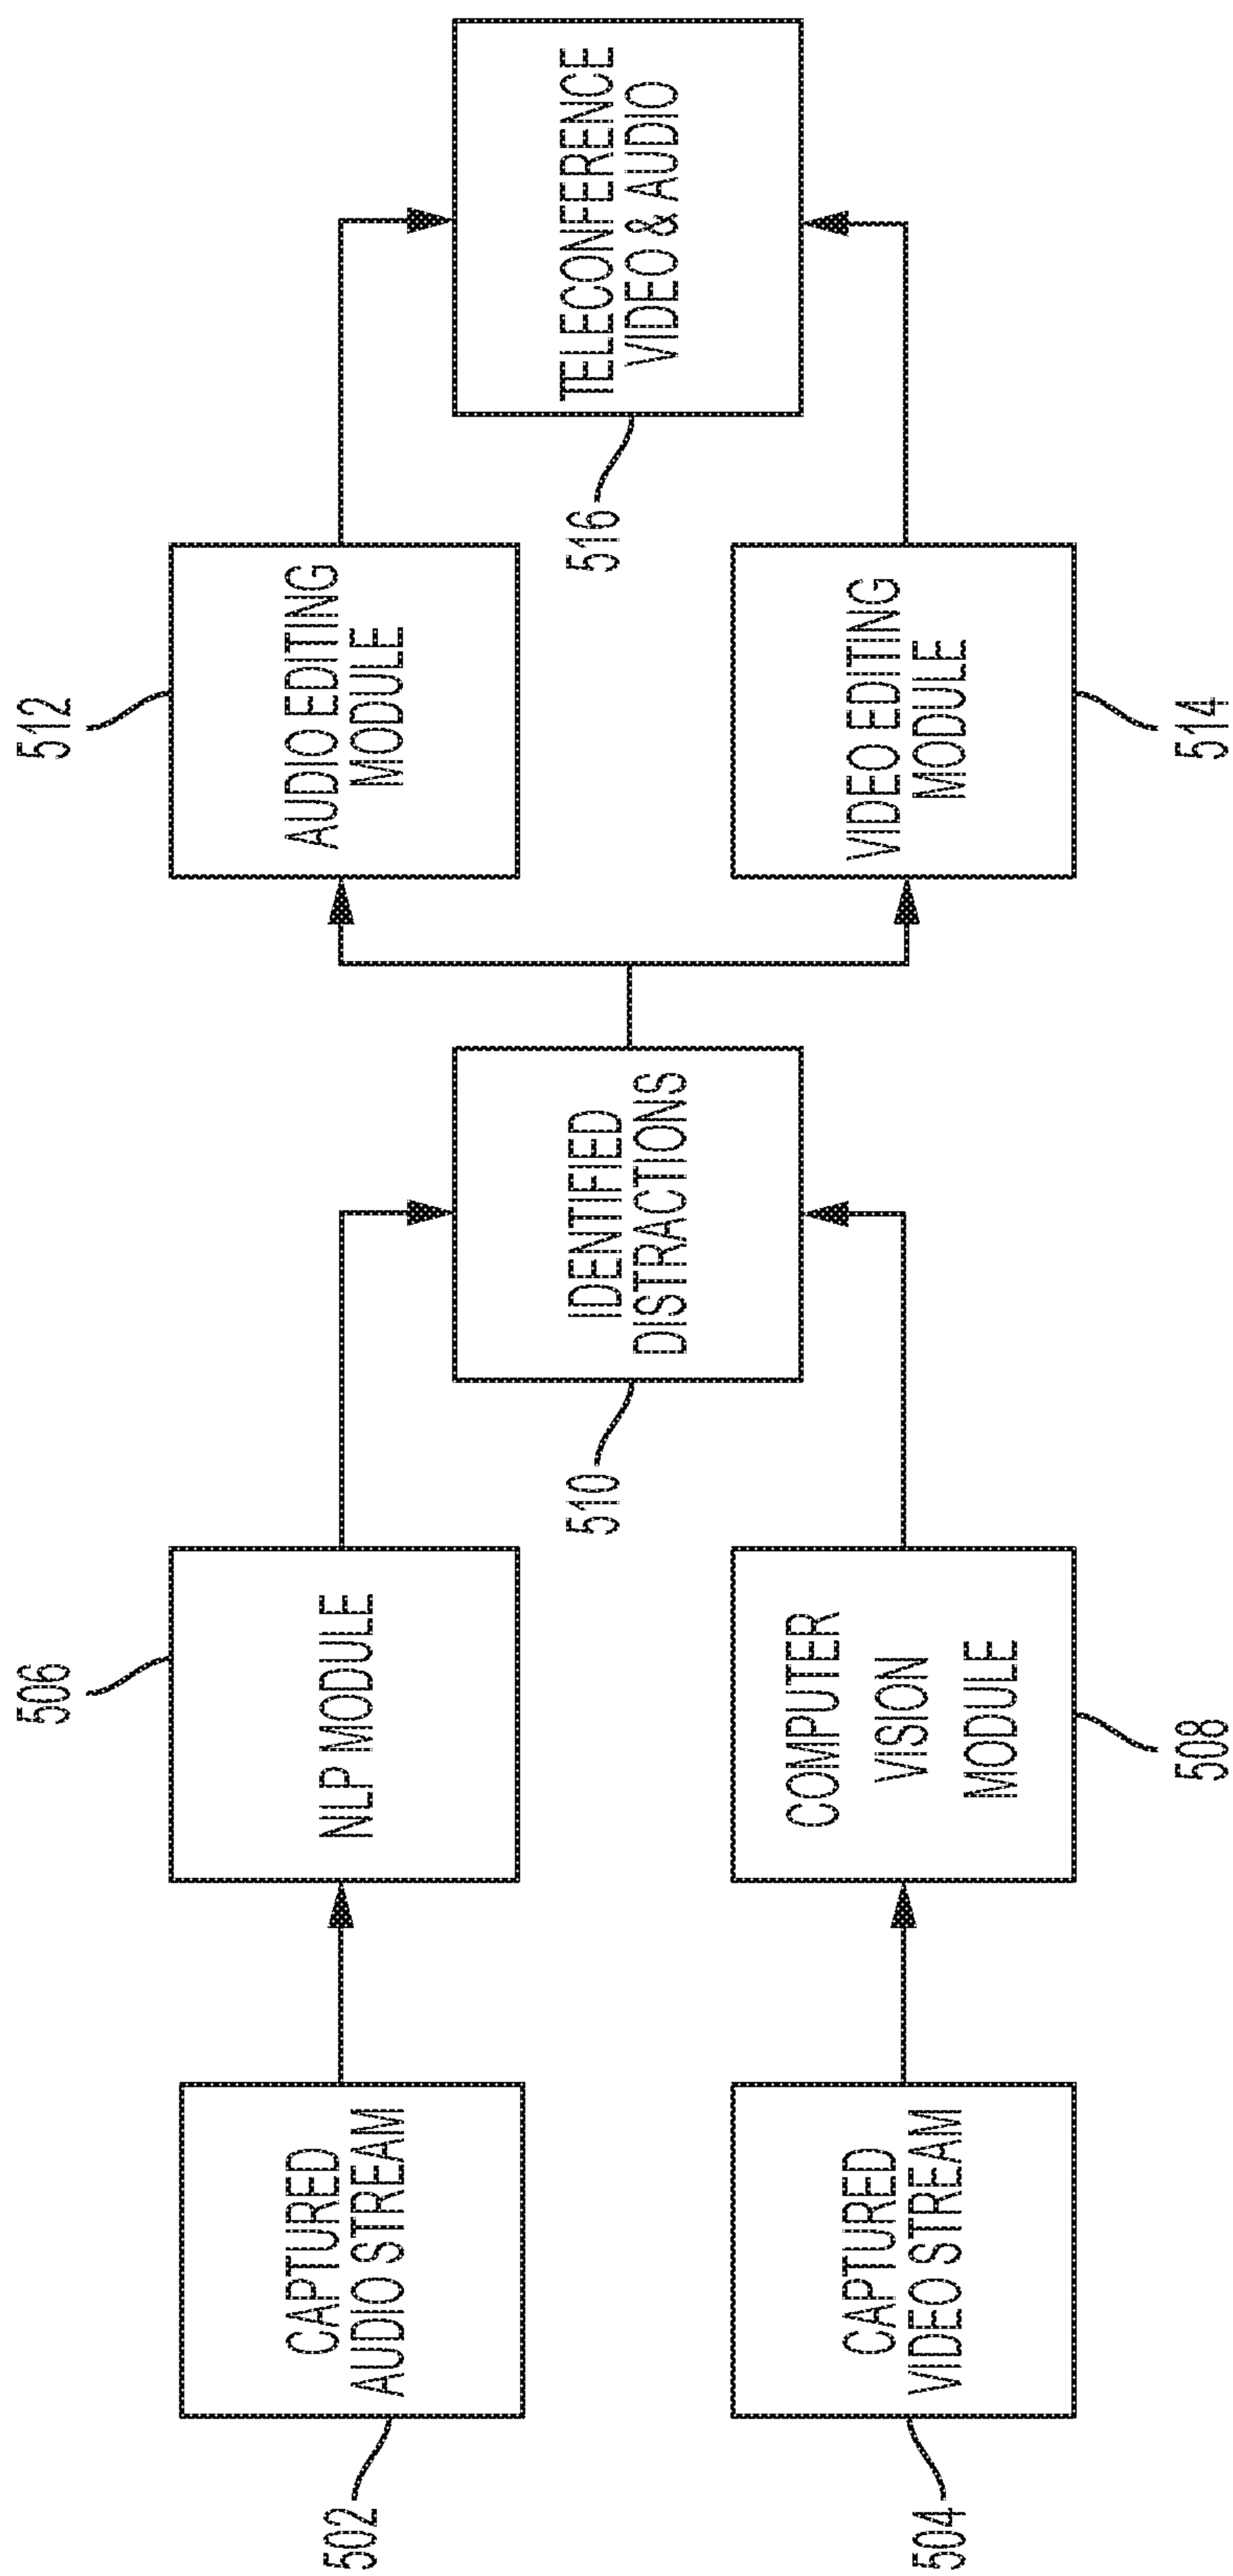 502
CAPTURED
AUDIO STREAM
506
NLP MODULE
504
CAPTURED
VIDEO STREAM
COMPUTER
VISION
MODULE
508
510
IDENTIFIED
DISTRACTIONS
512
AUDIO EDITING
MODULE
VIDEO EDITING
MODULE
514
516
TELECONFERENCE
VIDEO & AUDIO